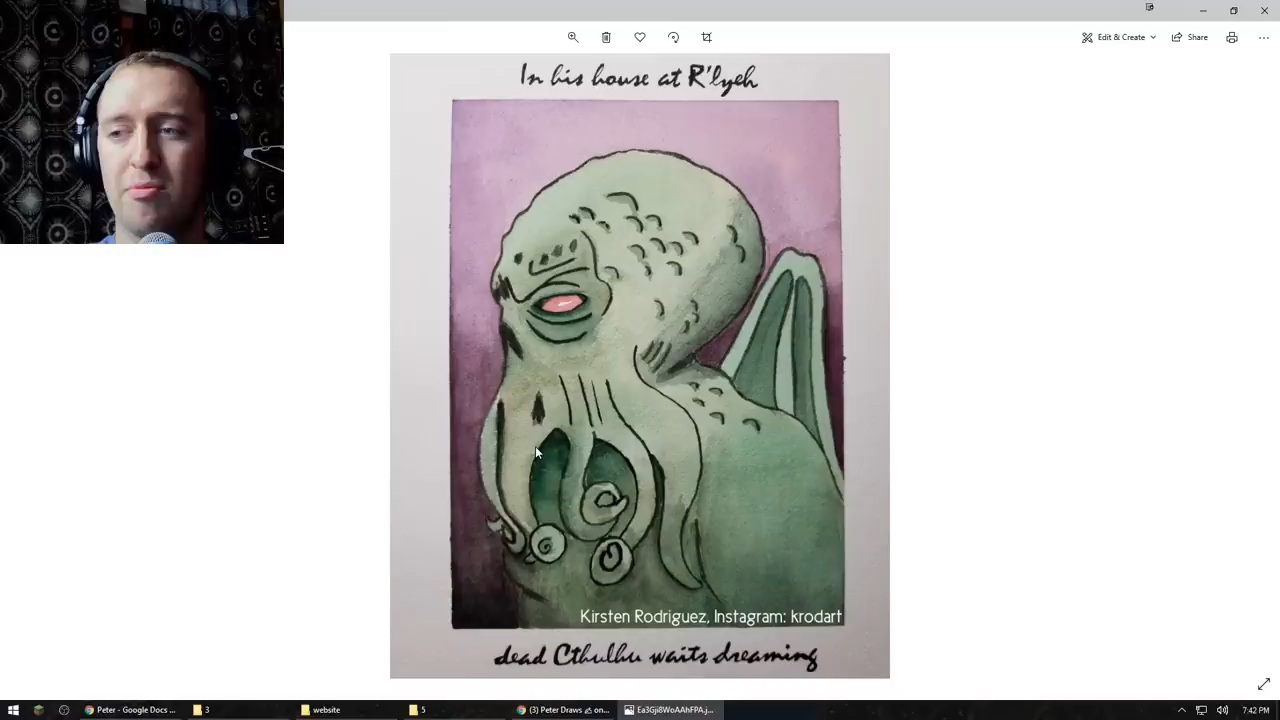 Edit & Create
Share
In his house at R'lyeh
Kirsten Rodriguez, Instagram: krodart
dead Cthulhu waits dreaming
Peter - Google Docs ...
3
website
5
(3) Peter Draws ✍ on...
Ea3Gji8WoAAhFPA.j...
7:42 PM